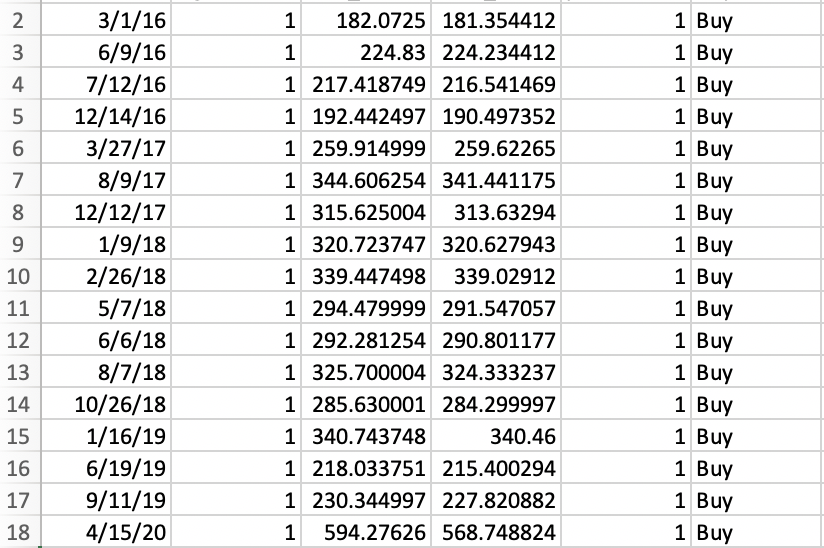 2 3/1/16 1 182.0725 181.354412 1 Buy
3 6/9/16 1 224.83 224.234412 1 Buy
4 7/12/16 1 217.418749 216.541469 1 Buy
5 12/14/16 1 192.442497 190.497352 1 Buy
6 3/27/17 1 259.914999 259.62265 1 Buy
7 8/9/17 1 344.606254 341.441175 1 Buy
8 12/12/17 1 315.625004 313.63294 1 Buy
9 1/9/18 1 320.723747 320.627943 1 Buy
10 2/26/18 1 339.447498 339.02912 1 Buy
11 5/7/18 1 294.479999 291.547057 1 Buy
12 6/6/18 1 292.281254 290.801177 1 Buy
13 8/7/18 1 325.700004 324.333237 1 Buy
14 10/26/18 1 285.630001 284.299997 1 Buy
15 1/16/19 1 340.743748 340.46 1 Buy
16 6/19/19 1 218.033751 215.400294 1 Buy
17 9/11/19 1 230.344997 227.820882 1 Buy
18 4/15/20 1 594.27626 568.748824 1 Buy